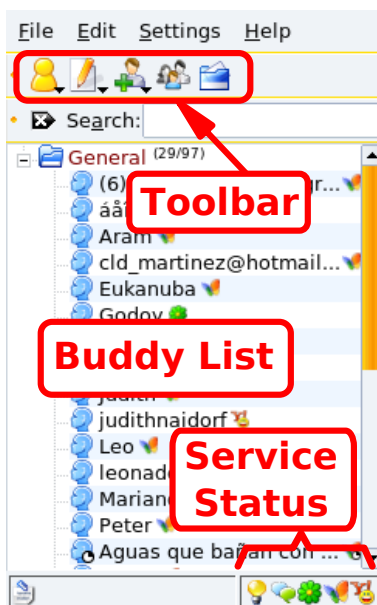 File Edit Settings Help
Search:
General (29/97)
(6)
Toolbar
Aram
cld_martinez@hotmail...
Eukanuba
Godoy
Buddy List
judith
judithnaidorf
Leo
Service
Status
Peter
Aguas que bañan con ...